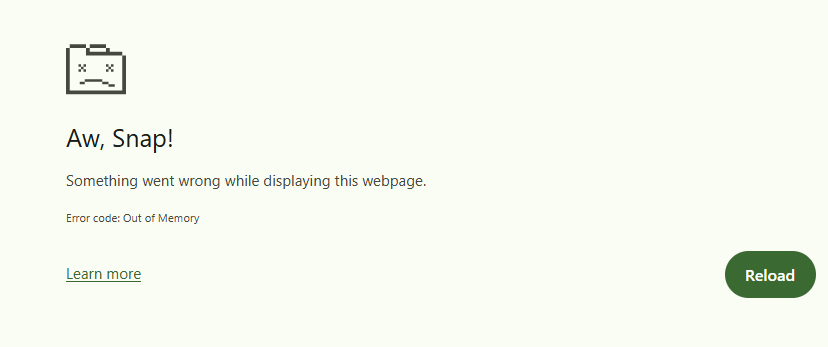 Aw, Snap!
Something went wrong while displaying this webpage.
Error code: Out of Memory
Learn more
Reload